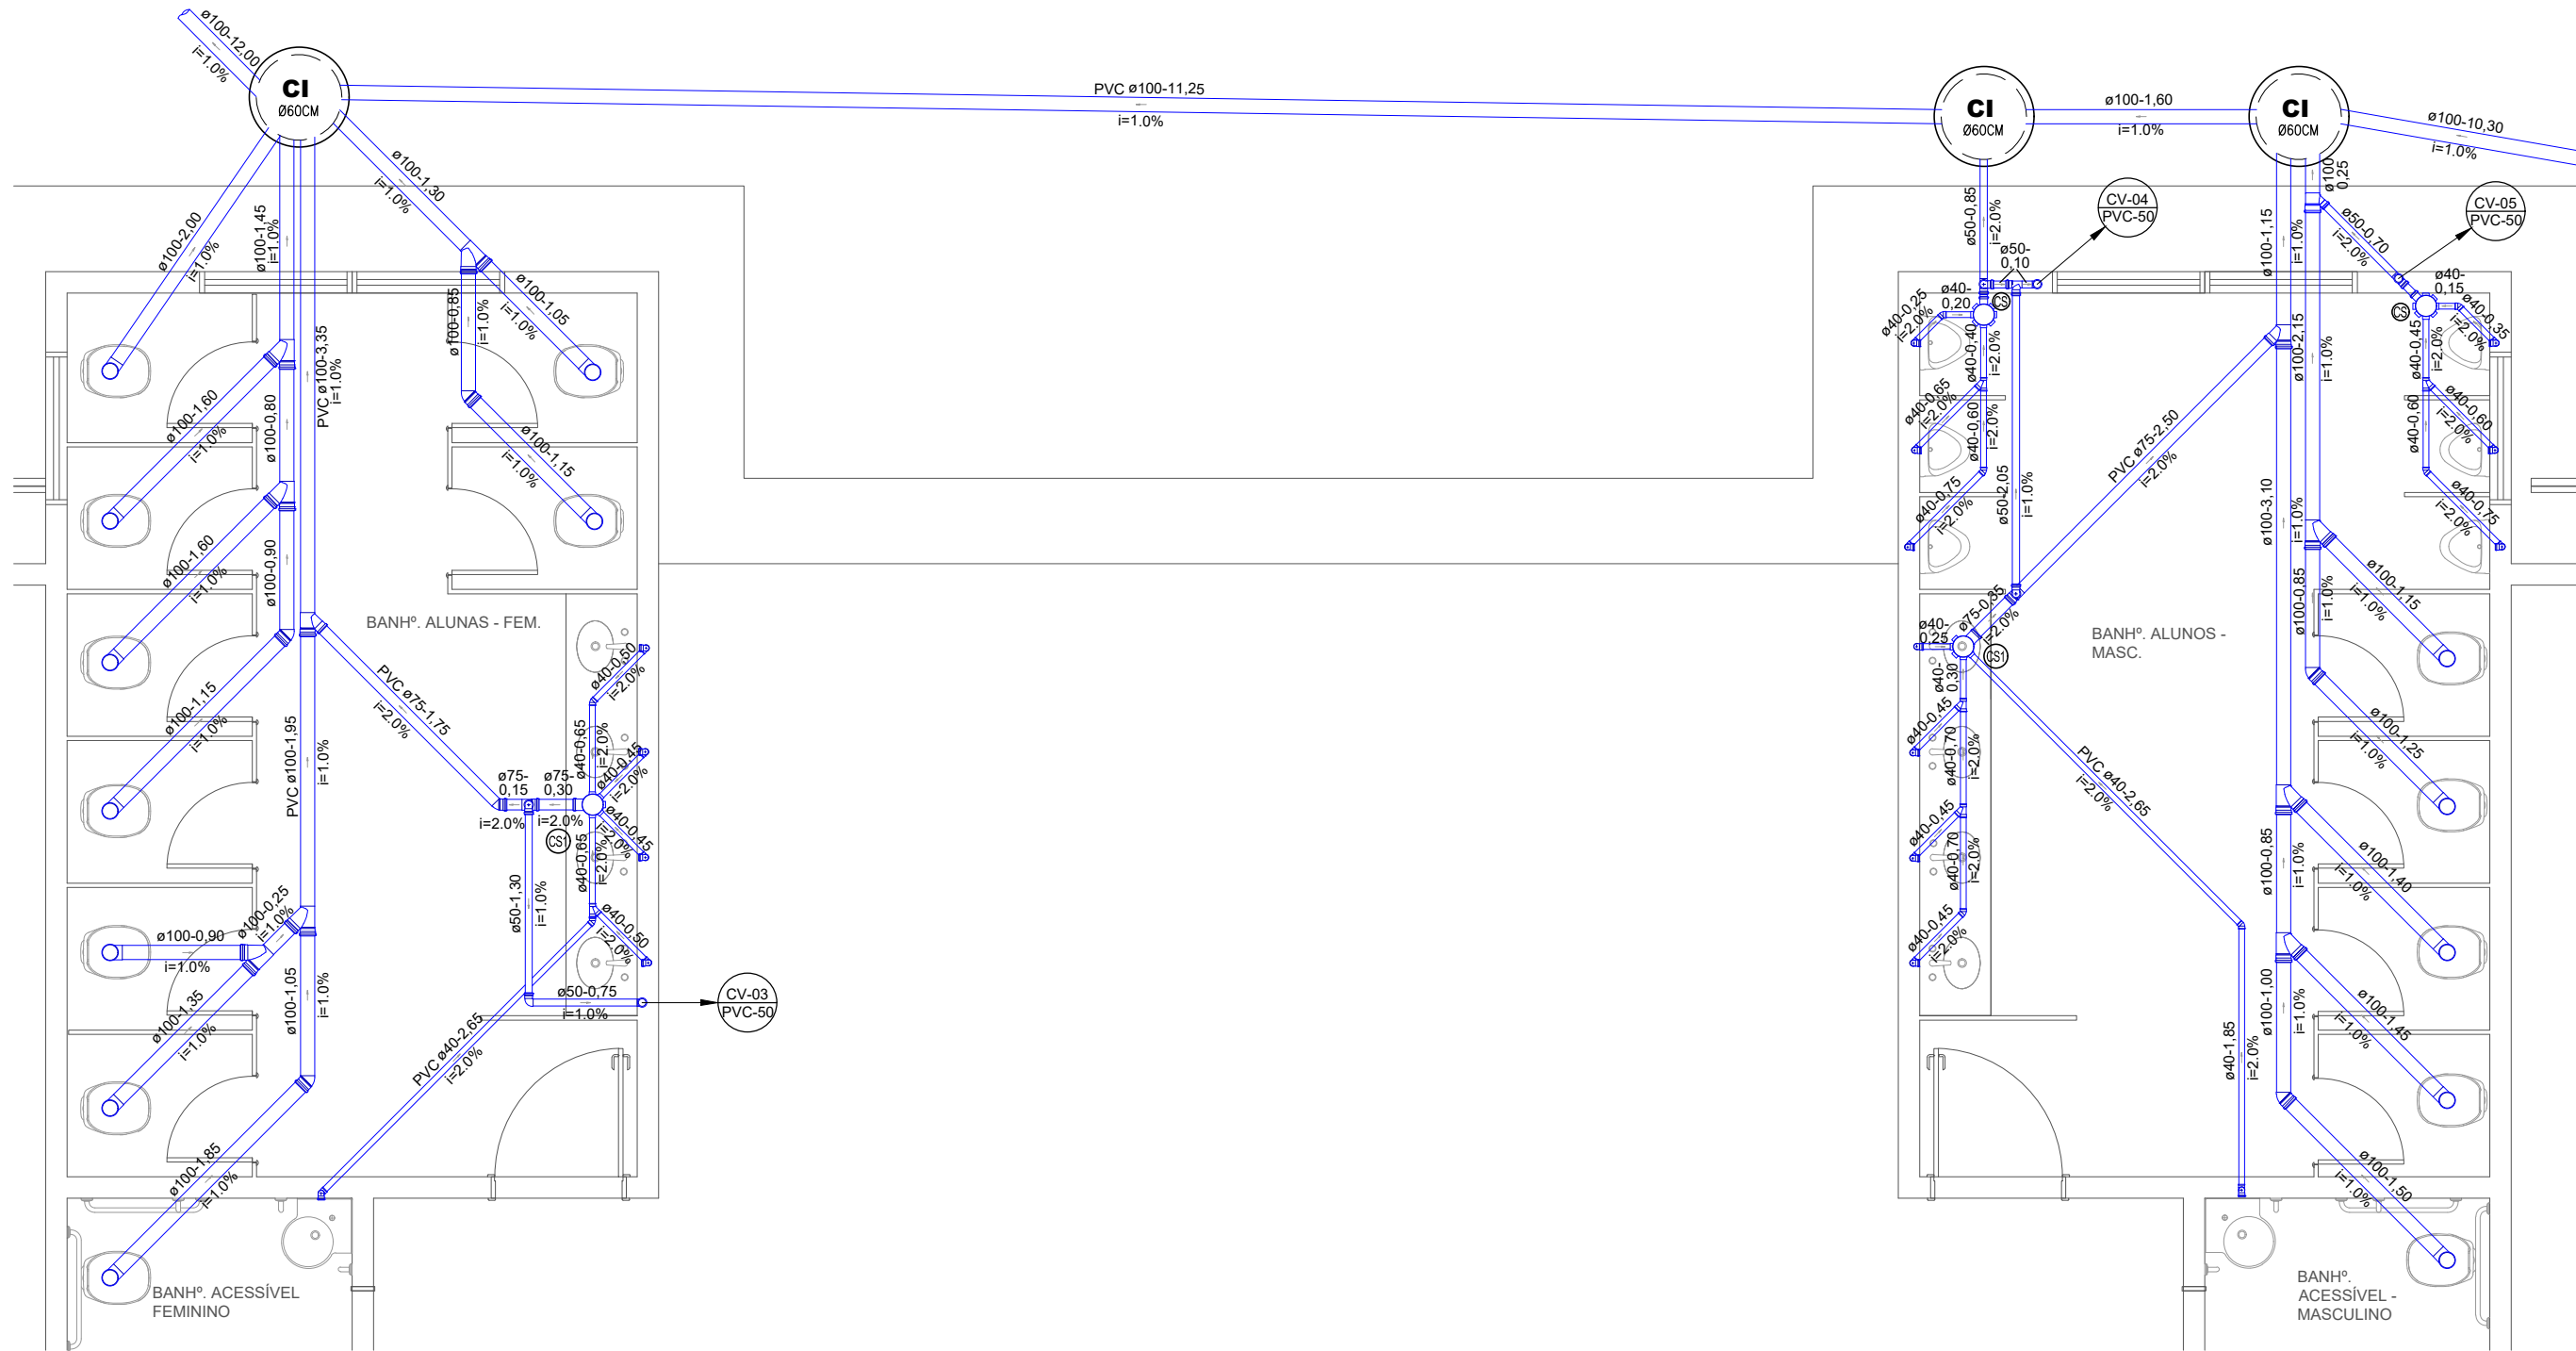 ø100-12,00
i=1.0%
CI
Ø60CM
PVC ø100-11,25
i=1.0%
CI
Ø60CM
ø100-1,60
i=1.0%
CI
Ø60CM
ø100-10,30
i=1.0%
ø100-2,00
i=1.0%
ø100-1,45
i=1.0%
ø100-1,30
i=1.0%
ø100-0,85
i=1.0%
ø100-1,05
i=1.0%
PVC ø100-3,35
i=1.0%
ø100-1,60
i=1.0%
ø100-0,80
ø100-1,15
i=1.0%
ø100-1,60
i=1.0%
ø100-0,90
BANHº. ALUNAS - FEM.
ø100-1,15
i=1.0%
PVC ø75-1,75
i=2.0%
PVC ø100-1,95
i=1.0%
ø40-0,50
i=2.0%
ø40-0,65
i=2.0%
ø40-0,45
i=2.0%
ø75-
0,15
i=2.0%
ø75-
0,30
i=2.0%
CS1
ø40-0,45
i=2.0%
ø40-0,65
i=2.0%
ø50-1,30
i=1.0%
ø40-0,50
i=2.0%
ø100-0,25
i=1.0%
ø100-0,90
i=1.0%
ø100-1,35
i=1.0%
ø100-1,05
i=1.0%
ø50-0,75
i=1.0%
CV-03
PVC-50
PVC ø40-2,65
i=2.0%
ø100-1,85
i=1.0%
BANHº. ACESSÍVEL
FEMININO
ø50-0,85
i=2.0%
CV-04
PVC-50
ø50-
0,10
ø40-
0,20
CS
ø40-0,25
i=2.0%
ø40-0,40
i=2.0%
ø40-0,65
i=2.0%
ø40-0,60
i=2.0%
ø40-0,75
i=2.0%
ø50-2,05
i=1.0%
ø100
0,25
ø100-1,15
i=1.0%
ø50-0,70
i=2.0%
CV-05
PVC-50
ø40-
0,15
CS
ø40-0,35
i=2.0%
ø40-0,45
i=2.0%
ø40-0,60
i=2.0%
ø40-0,60
ø40-0,75
i=2.0%
ø100-2,15
i=1.0%
PVC ø75-2,50
i=2.0%
ø100-3,10
i=1.0%
ø100-0,85
i=1.0%
ø100-1,15
i=1.0%
ø75-0,35
i=2.0%
ø40-
0,25
CS1
ø40-
0,30
BANHº. ALUNOS -
MASC.
ø40-0,45
ø40-0,70
i=2.0%
ø40-0,45
ø40-0,70
i=2.0%
ø40-0,45
i=2.0%
PVC ø40-2,65
i=2.0%
ø100-1,25
i=1.0%
ø100-0,85
i=1.0%
ø100-1,40
i=1.0%
ø100-1,00
i=1.0%
ø100-1,45
i=1.0%
ø40-1,85
i=2.0%
ø100-1,50
i=1.0%
BANHº.
ACESSÍVEL -
MASCULINO